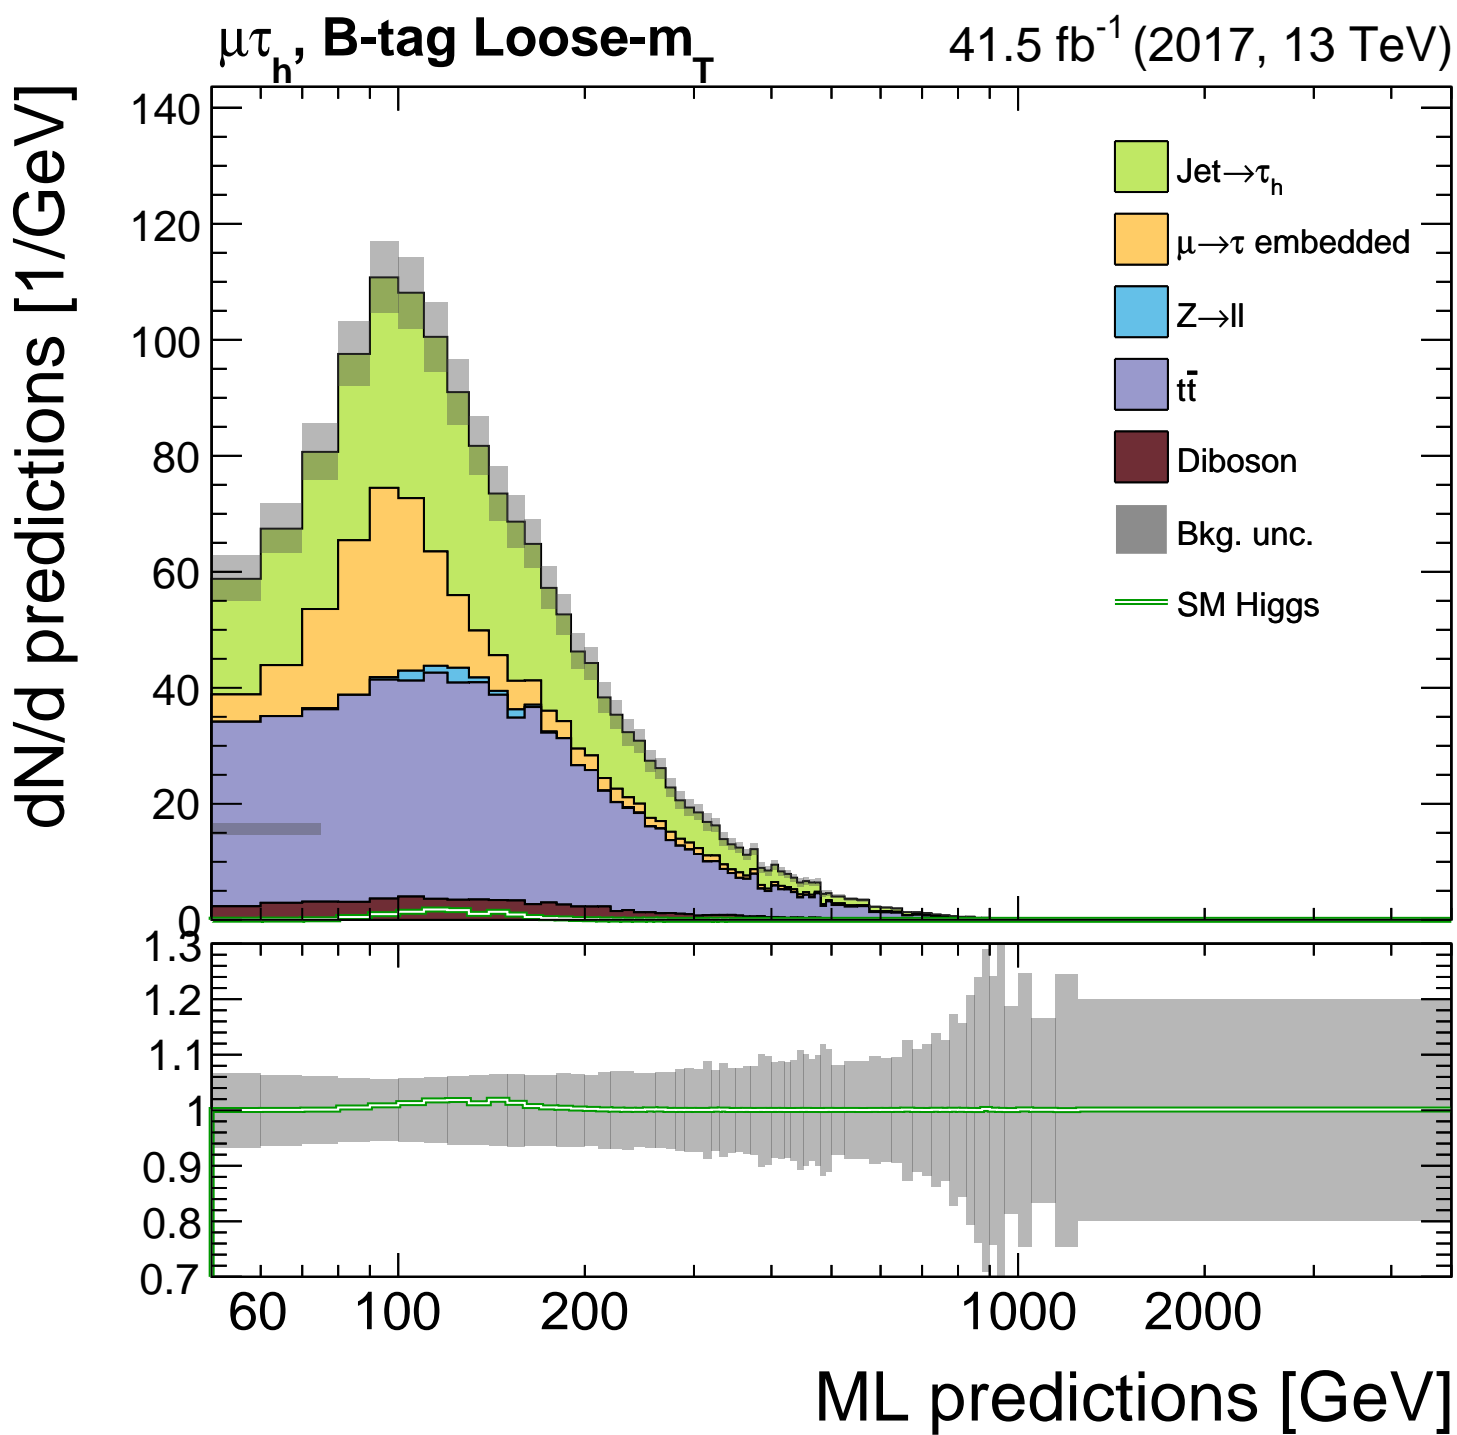 μτh, B-tag Loose-mT
41.5 fb-1 (2017, 13 TeV)
dN/d predictions [1/GeV]
140
120
100
80
60
40
20
0
Jet→τh
μ→τ embedded
Z→ll
tt̄
Diboson
Bkg. unc.
SM Higgs
1.3
1.2
1.1
1
0.9
0.8
0.7
60 100 200 1000 2000
ML predictions [GeV]